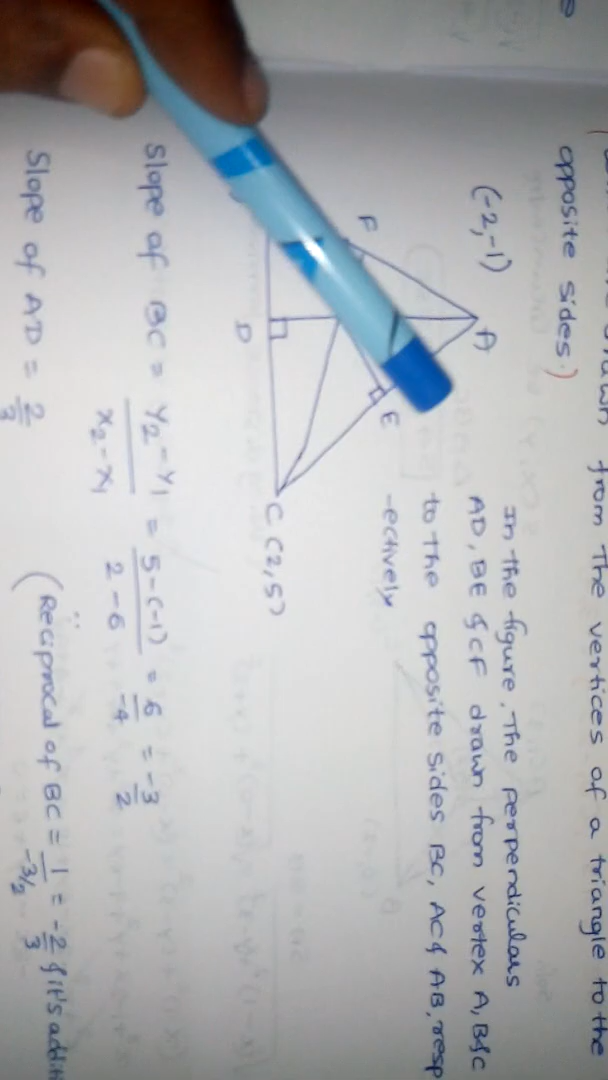 drawn from The vertices of a triangle to the
opposite sides.)
A
(-2,-1)
F
E
D
C (2,5)
In the figure, The perpendiculars
AD, BE & CF drawn from vertex A, B & C
to The opposite sides BC, AC & AB, resp
-ectively
Slope of BC = y2 - y1 / x2 - x1 = 5-(-1) / 2-6 = 6 / -4 = -3 / 2
Slope of AD = 2/3 (Reciprocal of BC = 1 / -3/2 = -2/3 & it's additi